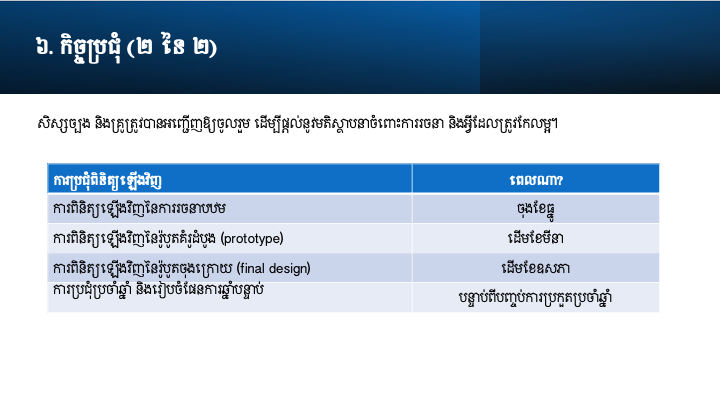 ៦. កិច្ចប្រជុំ (២ នៃ ២)
សិស្សច្បង និងគ្រូត្រូវបានអញ្ជើញឱ្យចូលរួម ដើម្បីផ្តល់នូវមតិស្ថាបនាចំពោះការរចនា និងអ្វីដែលត្រូវកែលម្អ។
ការប្រជុំពិនិត្យឡើងវិញ ពេលណា?
ការពិនិត្យឡើងវិញនៃការរចនាបឋម ចុងខែធ្នូ
ការពិនិត្យឡើងវិញនៃរ៉ូបូតគំរូដំបូង (prototype) ដើមខែមីនា
ការពិនិត្យឡើងវិញនៃរ៉ូបូតចុងក្រោយ (final design) ដើមខែឧសភា
ការប្រជុំប្រចាំឆ្នាំ និងរៀបចំផែនការឆ្នាំបន្ទាប់ បន្ទាប់ពីបញ្ចប់ការប្រកួតប្រចាំឆ្នាំ